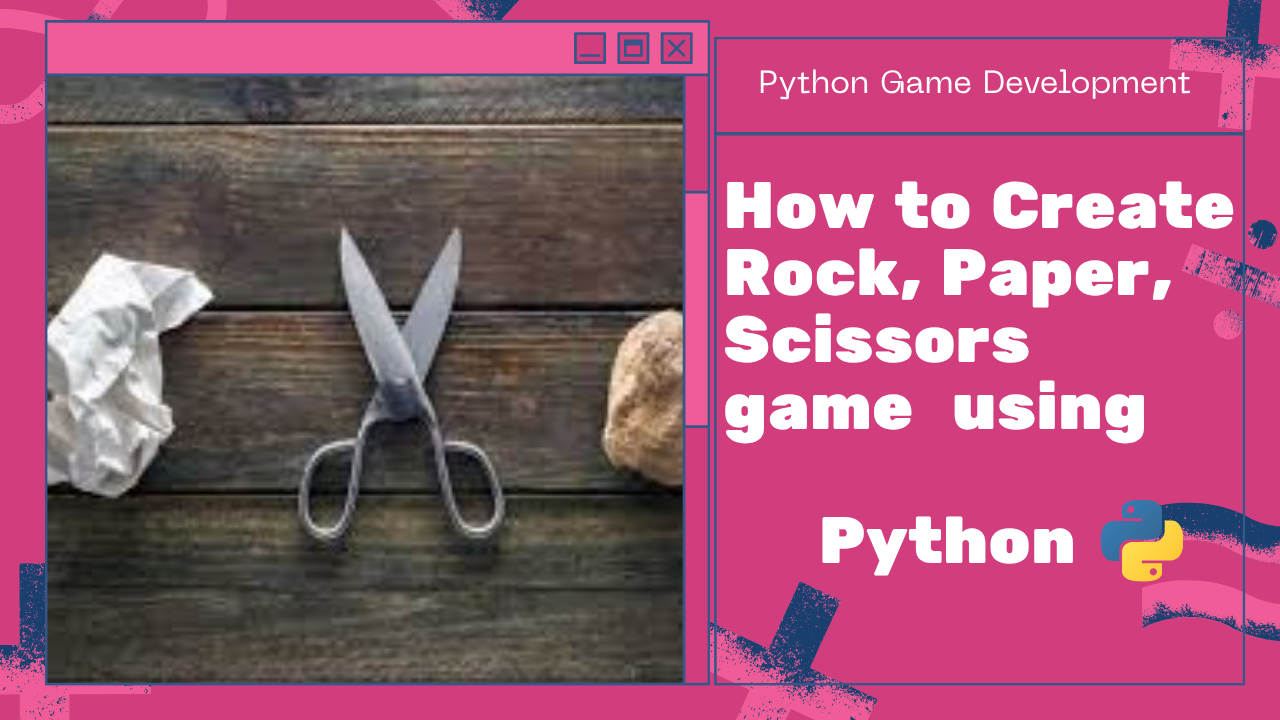 Python Game Development
How to Create
Rock, Paper,
Scissors
game  using
Python